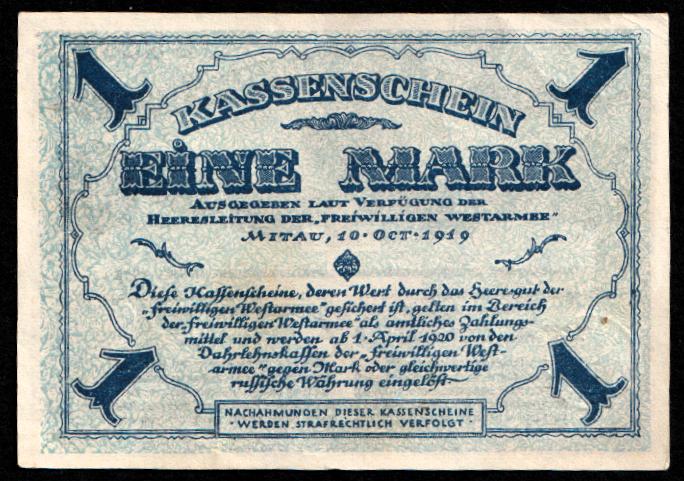 1 1
KASSENSCHEIN
EINE MARK
AUSGEGEBEN LAUT VERFÜGUNG DER
HEERESLEITUNG DER „FREIWILLIGEN WESTARMEE"
MITAU, 10·OCT·1919
Diese Kassenscheine, deren Wert durch das Heeresgut der
„freiwilligen Westarmee" gesichert ist, gelten im Bereich
der „freiwilligen Westarmee" als amtliches Zahlungs-
mittel und werden ab 1·April 1920 von den
Dahrlehnskassen der „freiwilligen West-
armee" gegen Mark oder gleichwertige
russische Währung eingelöst·
1 1
NACHAHMUNGEN DIESER KASSENSCHEINE
·WERDEN STRAFRECHTLICH VERFOLGT·